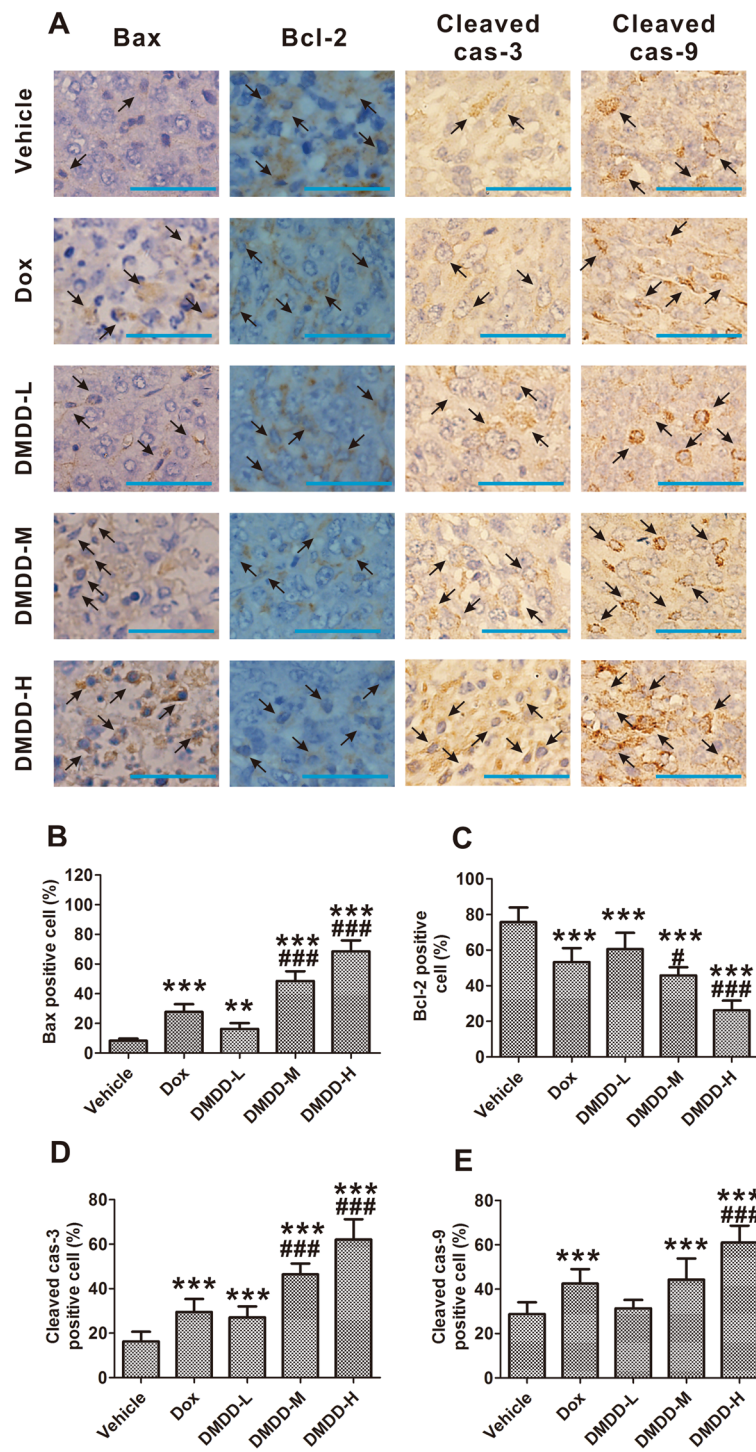 A
Bax
Bcl-2
Cleaved
cas-3
Cleaved
cas-9
Vehicle
Dox
DMDD-L
DMDD-M
DMDD-H
B
Bax positive cell (%)
120
100
80
60
40
20
0
***
**
***
###
***
###
Vehicle
Dox
DMDD-L
DMDD-M
DMDD-H
C
Bcl-2 positive
cell (%)
80
60
40
20
0
***
***
***
#
***
###
Vehicle
Dox
DMDD-L
DMDD-M
DMDD-H
D
Cleaved cas-3
positive cell (%)
80
60
40
20
0
***
***
***
###
***
###
Vehicle
Dox
DMDD-L
DMDD-M
DMDD-H
E
Cleaved cas-9
positive cell (%)
80
60
40
20
0
***
***
***
###
Vehicle
Dox
DMDD-L
DMDD-M
DMDD-H